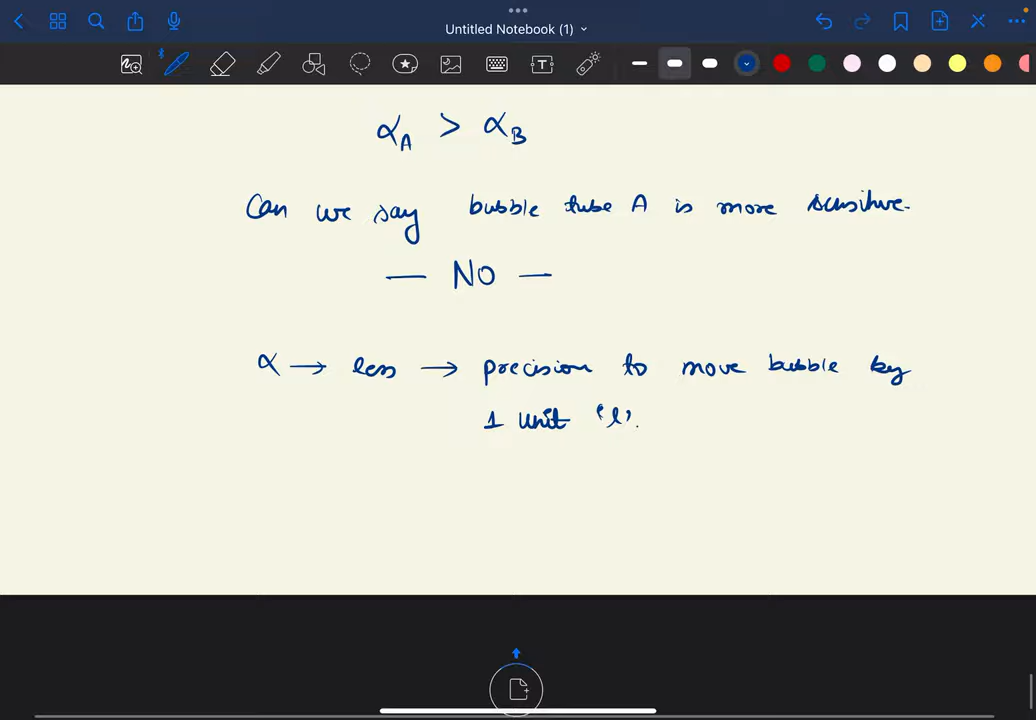 Untitled Notebook (1)
α_A > α_B
Can we say bubble tube A is more sensitive.
— NO —
α → less → precision to move bubble by
1 unit 'l'.